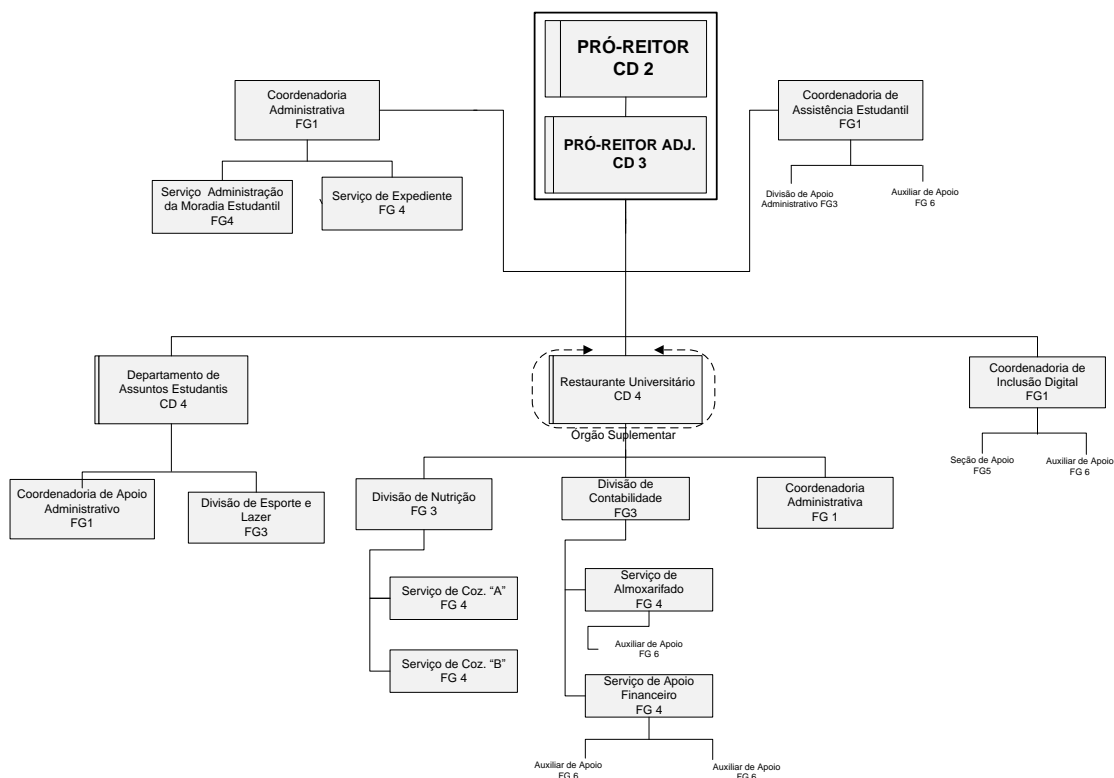 PRÓ-REITOR
CD 2
PRÓ-REITOR ADJ.
CD 3
Coordenadoria
Administrativa
FG1
Serviço Administração
da Moradia Estudantil
FG4
Serviço de Expediente
FG 4
Coordenadoria de
Assistência Estudantil
FG1
Divisão de Apoio
Administrativo FG3
Auxiliar de Apoio
FG 6
Departamento de
Assuntos Estudantis
CD 4
Coordenadoria de Apoio
Administrativo
FG1
Divisão de Esporte e
Lazer
FG3
Restaurante Universitário
CD 4
Órgão Suplementar
Divisão de Nutrição
FG 3
Serviço de Coz. “A”
FG 4
Serviço de Coz. “B”
FG 4
Divisão de
Contabilidade
FG3
Serviço de
Almoxarifado
FG 4
Auxiliar de Apoio
FG 6
Serviço de Apoio
Financeiro
FG 4
Auxiliar de Apoio
FG 6
Auxiliar de Apoio
FG 6
Coordenadoria
Administrativa
FG 1
Coordenadoria de
Inclusão Digital
FG1
Seção de Apoio
FG5
Auxiliar de Apoio
FG 6